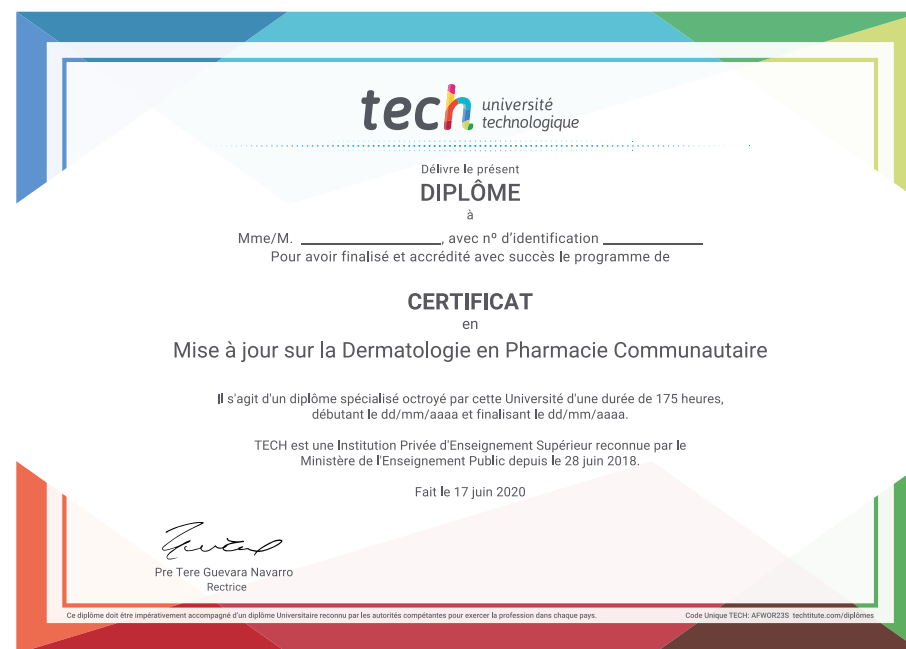 tech université
technologique
Délivre le présent
DIPLÔME
à
Mme/M. ____________, avec nº d'identification ____________
Pour avoir finalisé et accrédité avec succès le programme de
CERTIFICAT
en
Mise à jour sur la Dermatologie en Pharmacie Communautaire
Il s'agit d'un diplôme spécialisé octroyé par cette Université d'une durée de 175 heures,
débutant le dd/mm/aaaa et finalisant le dd/mm/aaaa.
TECH est une Institution Privée d'Enseignement Supérieur reconnue par le
Ministère de l'Enseignement Public depuis le 28 juin 2018.
Fait le 17 juin 2020
Pre Tere Guevara Navarro
Rectrice
Ce diplôme doit être impérativement accompagné d'un diplôme Universitaire reconnu par les autorités compétantes pour exercer la profession dans chaque pays.
Code Unique TECH: AFWOR23S techtitute.com/diplômes